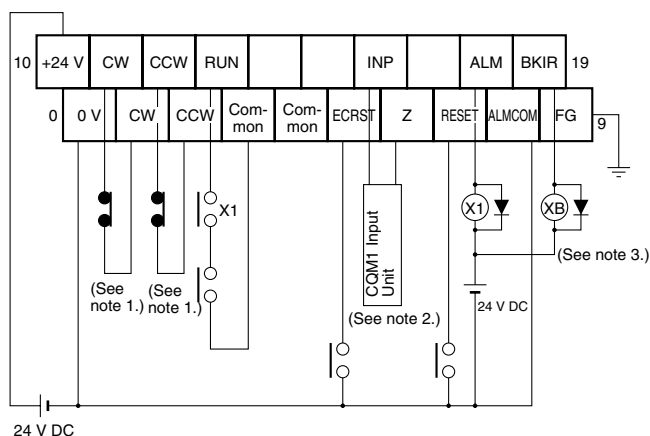 10 +24 V CW CCW RUN INP ALM BKIR 19
0 0 V CW CCW Com-
mon Com-
mon ECRST Z RESET ALMCOM FG 9
X1
X1 XB
CQM1 Input
Unit
(See
note 1.) (See
note 1.)
(See note 2.)
(See note 3.)
24 V DC
24 V DC